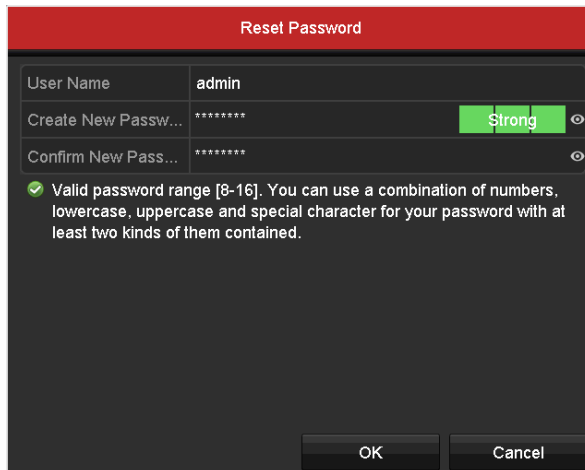 Reset Password
User Name admin
Create New Passw... ******** Strong
Confirm New Pass... ********
Valid password range [8-16]. You can use a combination of numbers,
lowercase, uppercase and special character for your password with at
least two kinds of them contained.
OK Cancel